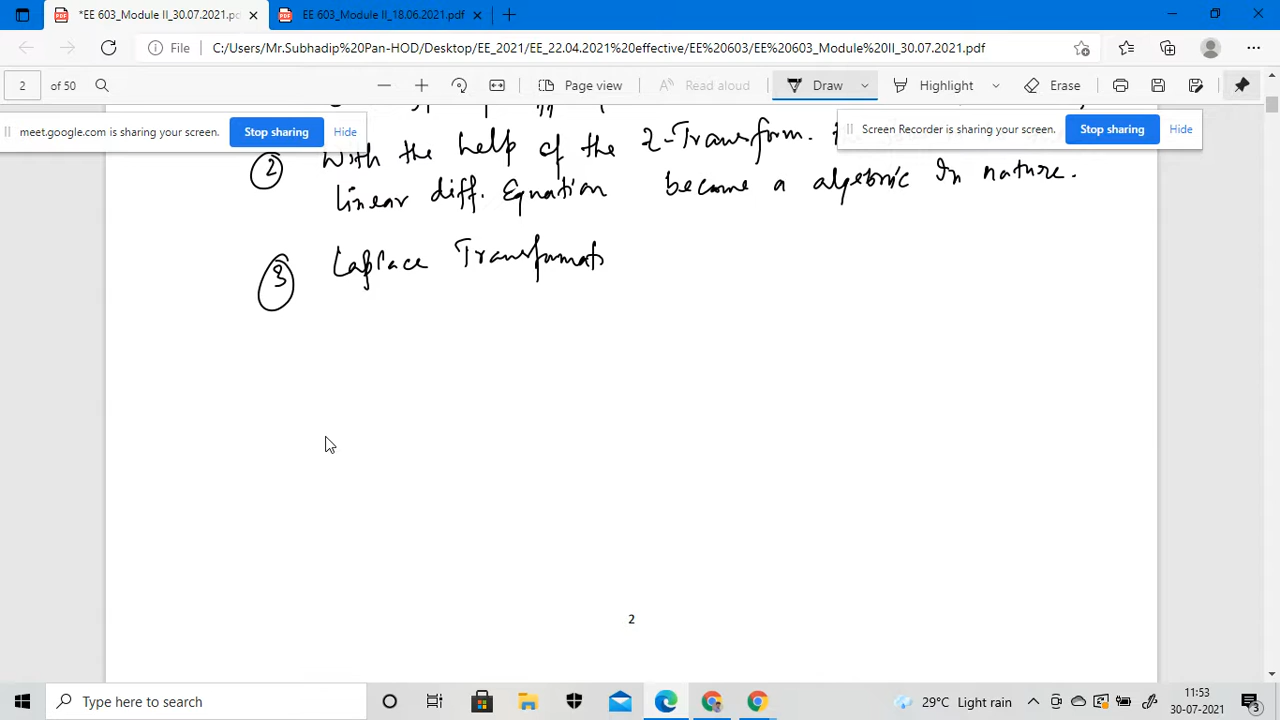 *EE 603_Module II_30.07.2021.pd
EE 603_Module II_18.06.2021.pdf
File C:/Users/Mr.Subhadip%20Pan-HOD/Desktop/EE_2021/EE_22.04.2021%20effective/EE%20603/EE%20603_Module%20II_30.07.2021.pdf
2 of 50 Page view Read aloud Draw Highlight Erase
meet.google.com is sharing your screen. Stop sharing Hide
Screen Recorder is sharing your screen. Stop sharing Hide
2 With the help of the Z-Transform.
linear diff. Equation become a algebric In nature.
3 Laplace Transformat
2
Type here to search
29°C Light rain
11:53
30-07-2021
3